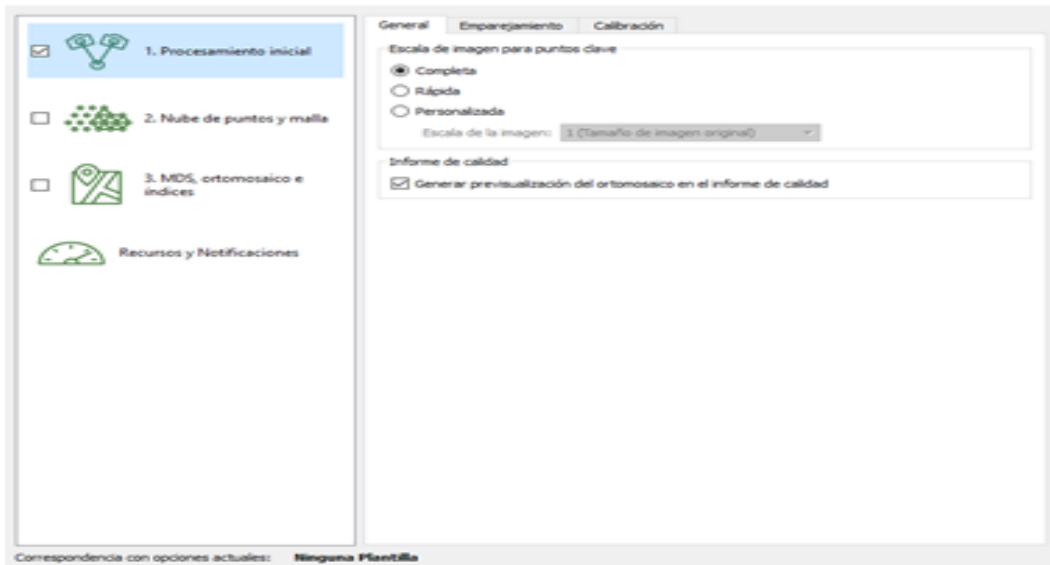 1. Procesamiento inicial
2. Nube de puntos y malla
3. MDS, ortomosaico e
índices
Recursos y Notificaciones
General Emparejamiento Calibración
Escala de imagen para puntos clave
Completa
Rápida
Personalizada
Escala de la imagen: 1 (Tamaño de imagen original)
Informe de calidad
Generar previsualización del ortomosaico en el informe de calidad
Correspondencia con opciones actuales: Ninguna Plantilla